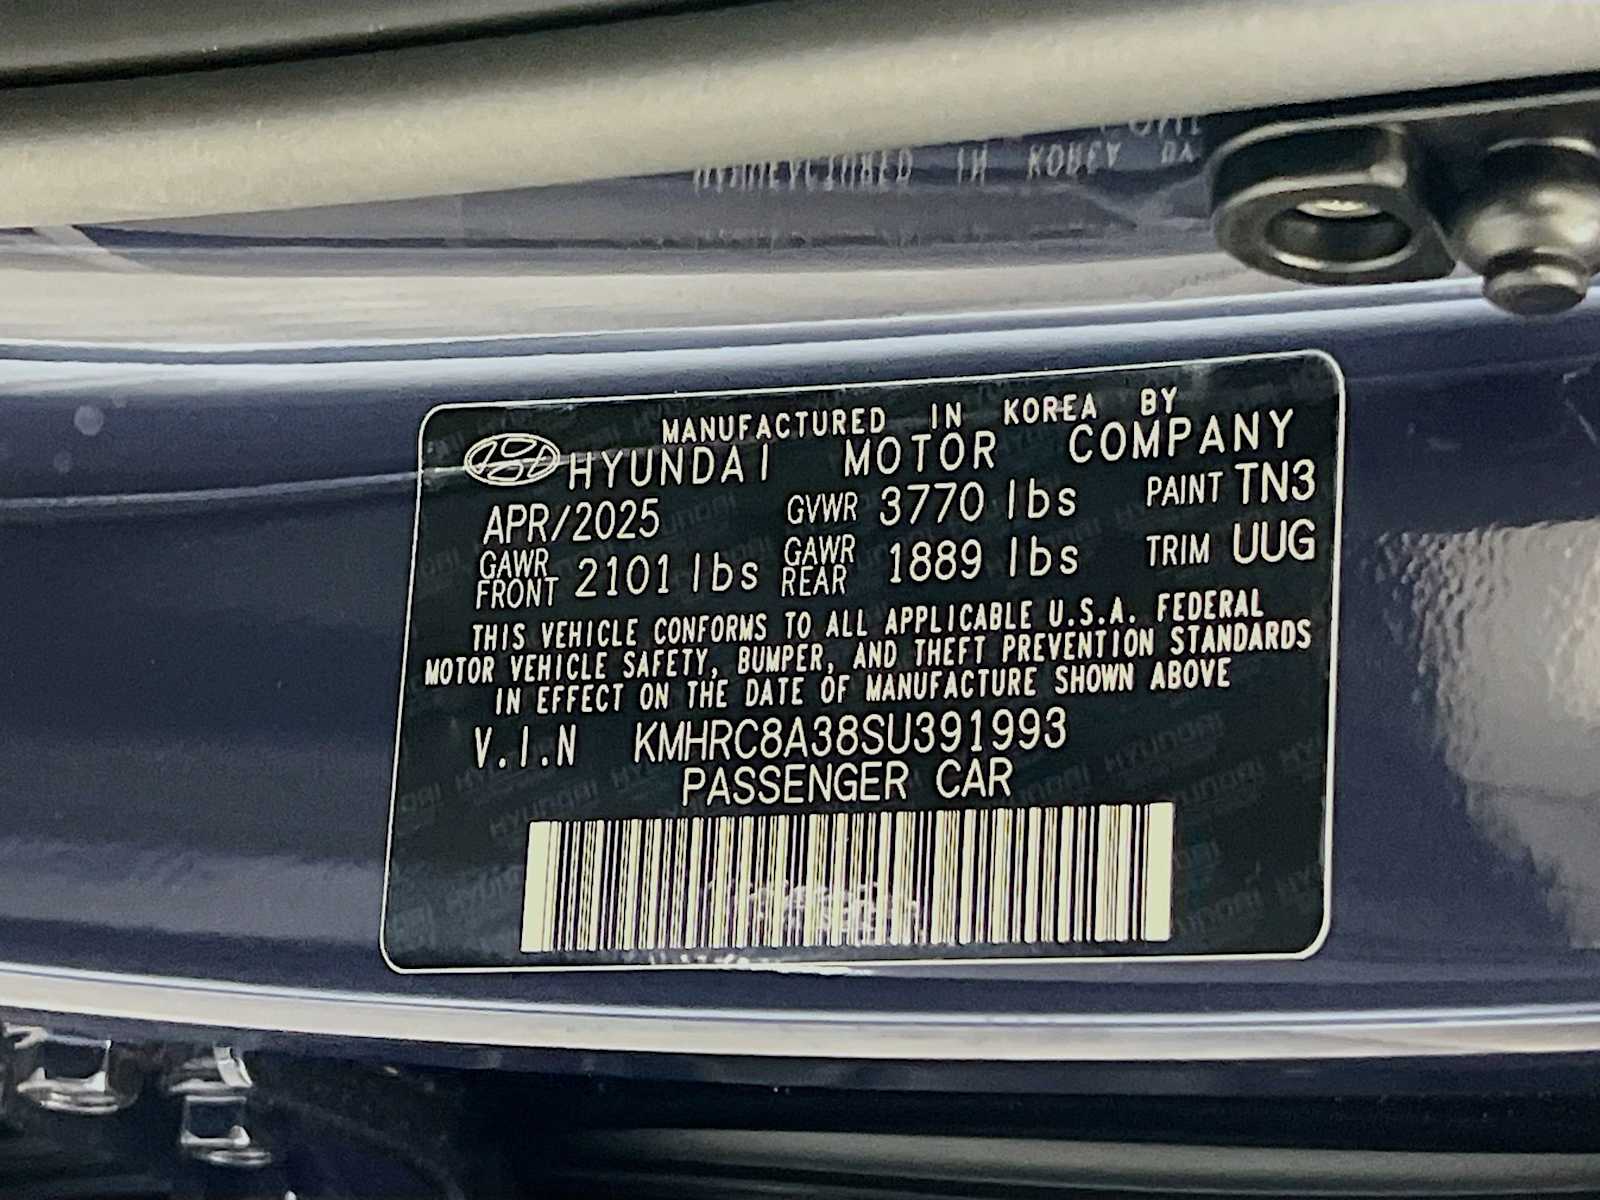 MANUFACTURED IN KOREA BY
HYUNDAI MOTOR COMPANY
APR/2025 GVWR 3770 lbs PAINT TN3
GAWR FRONT 2101 lbs GAWR REAR 1889 lbs TRIM UUG
THIS VEHICLE CONFORMS TO ALL APPLICABLE U.S.A. FEDERAL
MOTOR VEHICLE SAFETY, BUMPER, AND THEFT PREVENTION STANDARDS
IN EFFECT ON THE DATE OF MANUFACTURE SHOWN ABOVE
V.I.N KMHRC8A38SU391993
PASSENGER CAR